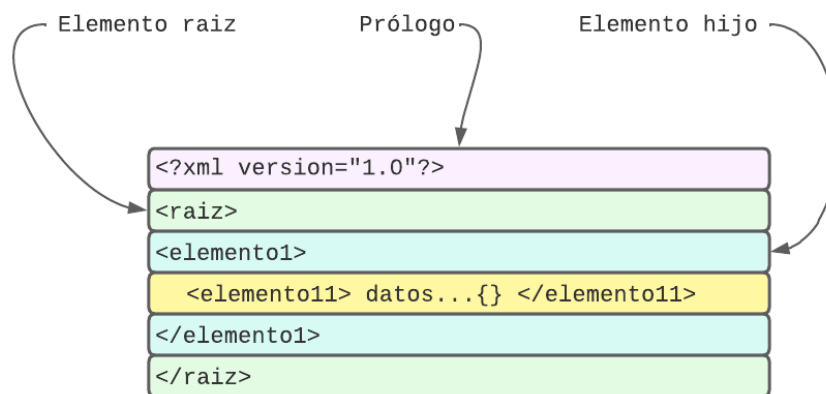 Elemento raiz
Prólogo
Elemento hijo
<?xml version="1.0"?>
<raiz>
<elemento1>
<elemento11> datos...{} </elemento11>
</elemento1>
</raiz>